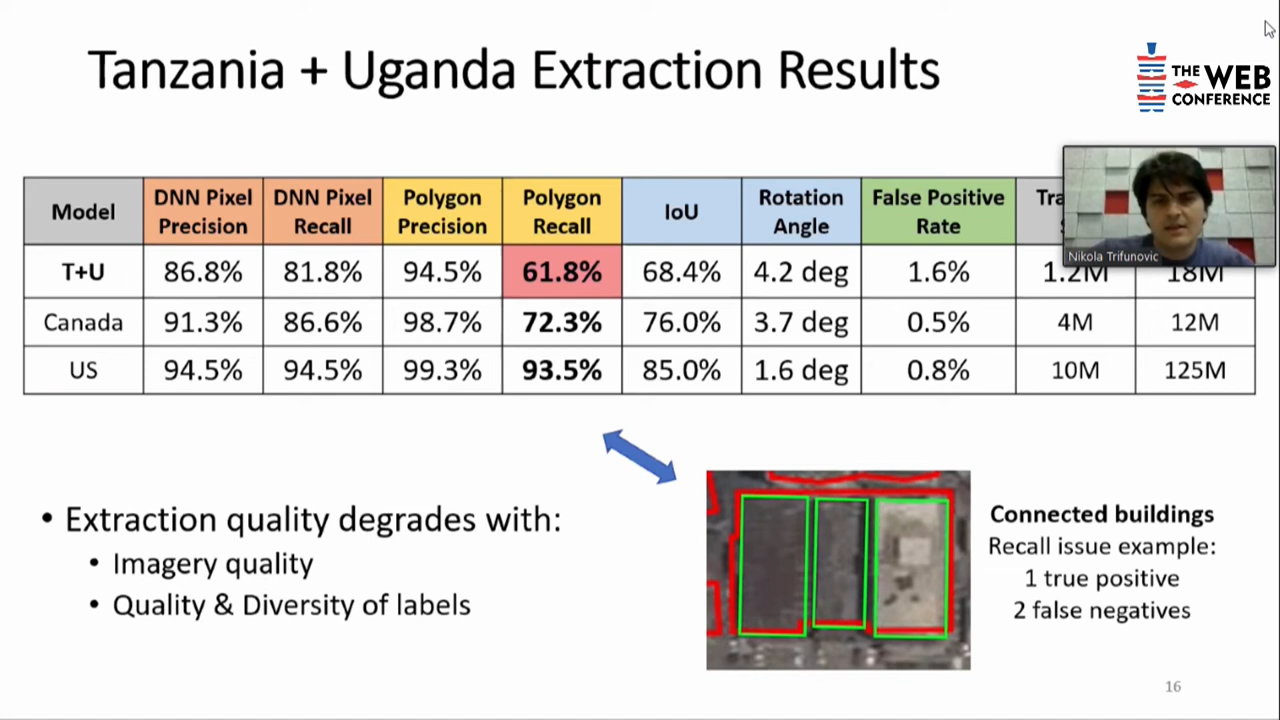 Tanzania + Uganda Extraction Results
THE WEB
CONFERENCE
Model DNN Pixel Precision DNN Pixel Recall Polygon Precision Polygon Recall IoU Rotation Angle False Positive Rate
T+U 86.8% 81.8% 94.5% 61.8% 68.4% 4.2 deg 1.6% 1.2M 18M
Canada 91.3% 86.6% 98.7% 72.3% 76.0% 3.7 deg 0.5% 4M 12M
US 94.5% 94.5% 99.3% 93.5% 85.0% 1.6 deg 0.8% 10M 125M
Nikola Trifunovic
• Extraction quality degrades with:
• Imagery quality
• Quality & Diversity of labels
Connected buildings
Recall issue example:
1 true positive
2 false negatives
16